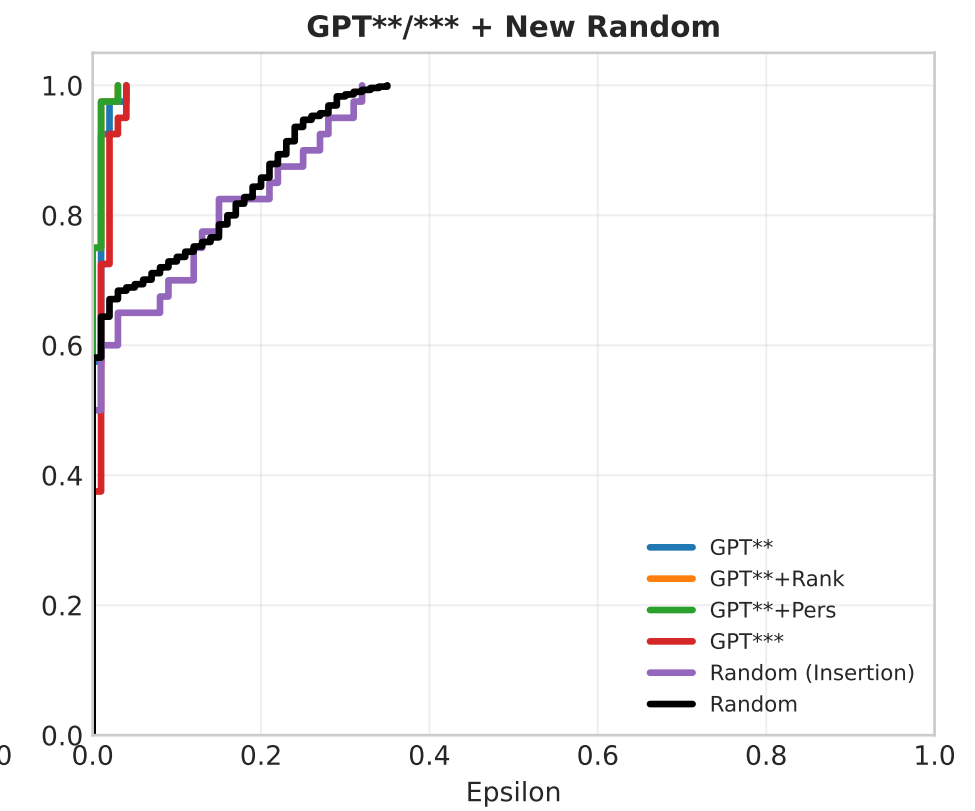 GPT**/*** + New Random
1.0
0.8
0.6
0.4
0.2
0.0
0 0.0 0.2 0.4 0.6 0.8 1.0
Epsilon
GPT**
GPT**+Rank
GPT**+Pers
GPT***
Random (Insertion)
Random